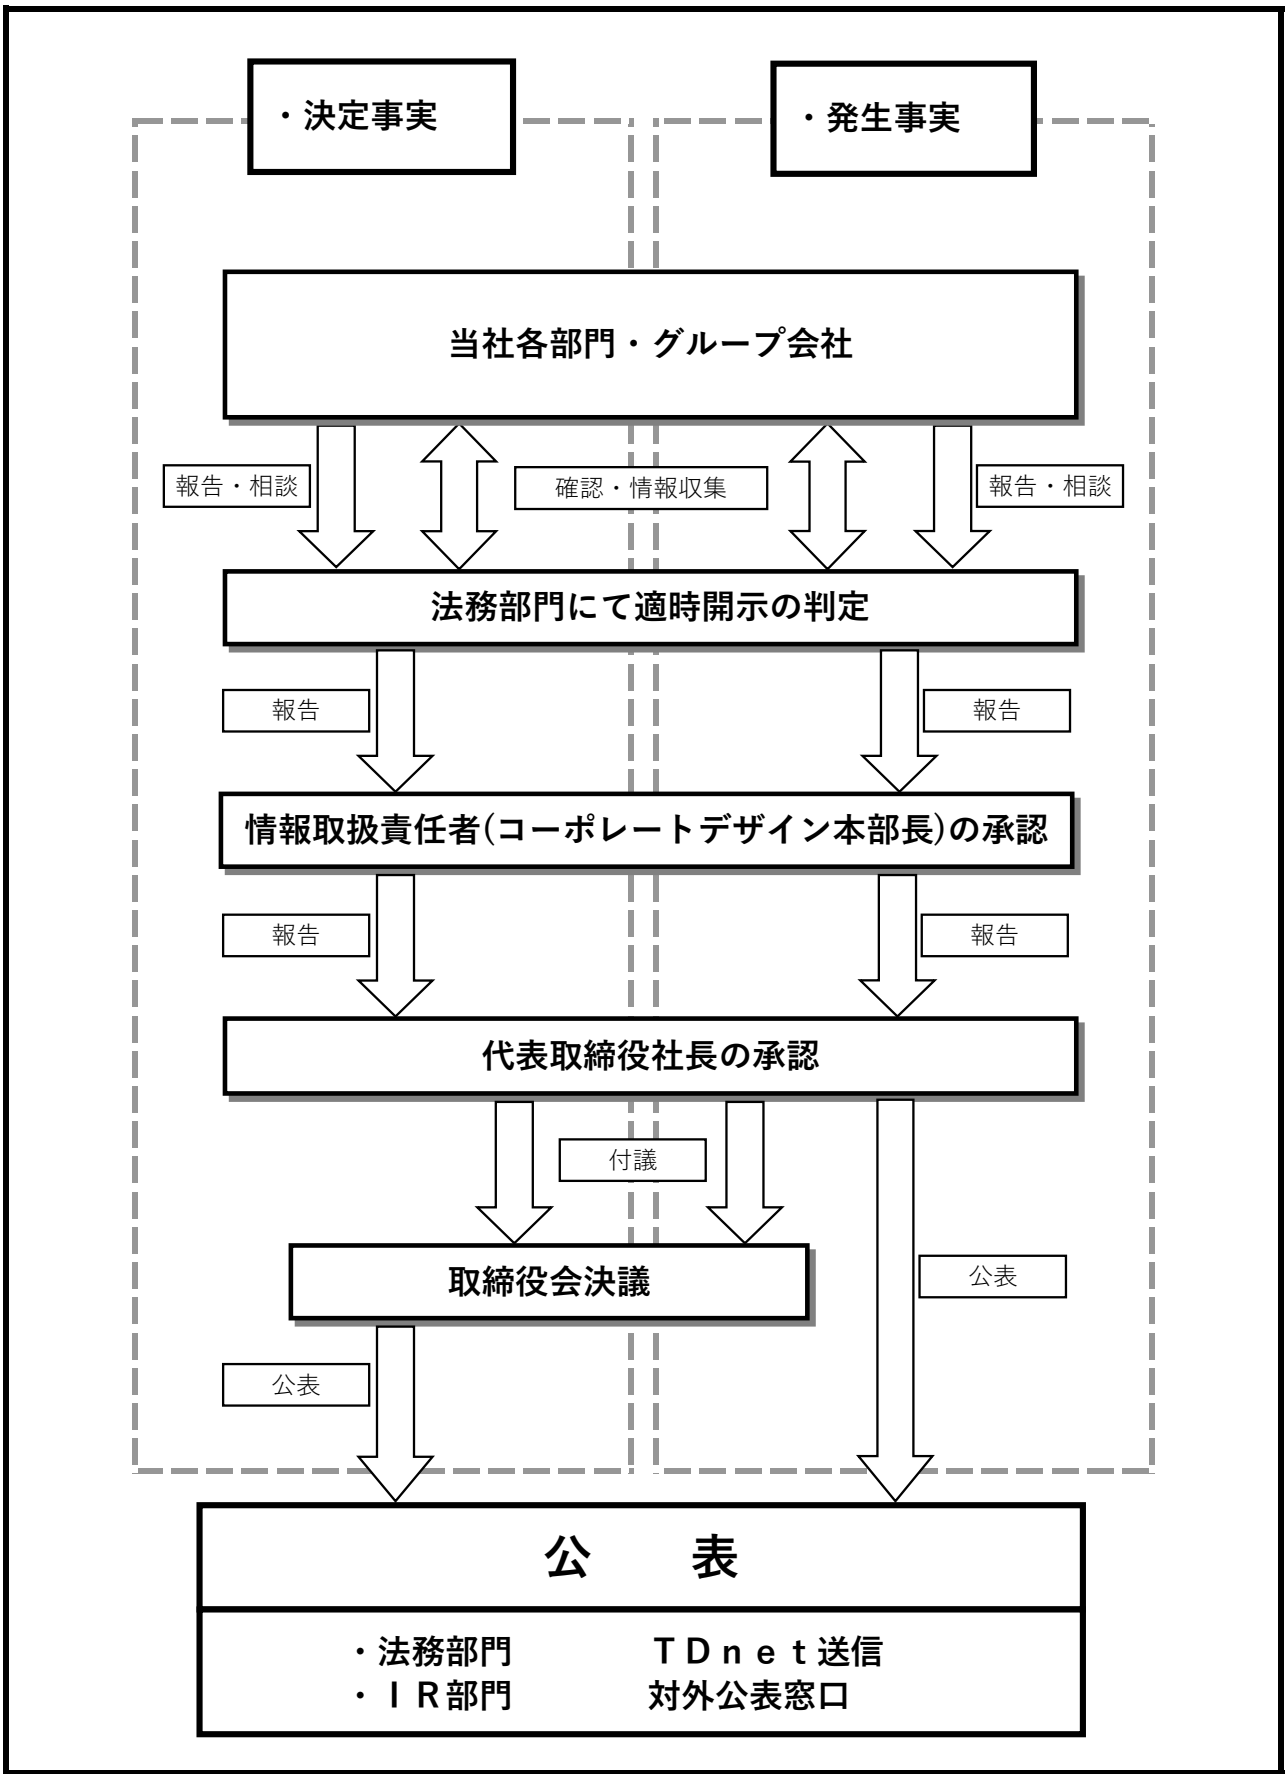 ・決定事実
・発生事実
当社各部門・グループ会社
報告・相談
確認・情報収集
報告・相談
法務部門にて適時開示の判定
報告
報告
情報取扱責任者(コーポレートデザイン本部長)の承認
報告
報告
代表取締役社長の承認
付議
取締役会決議
公表
公表
公　　表
・法務部門　　　　ＴＤｎｅｔ送信
・ＩＲ部門　　　　対外公表窓口